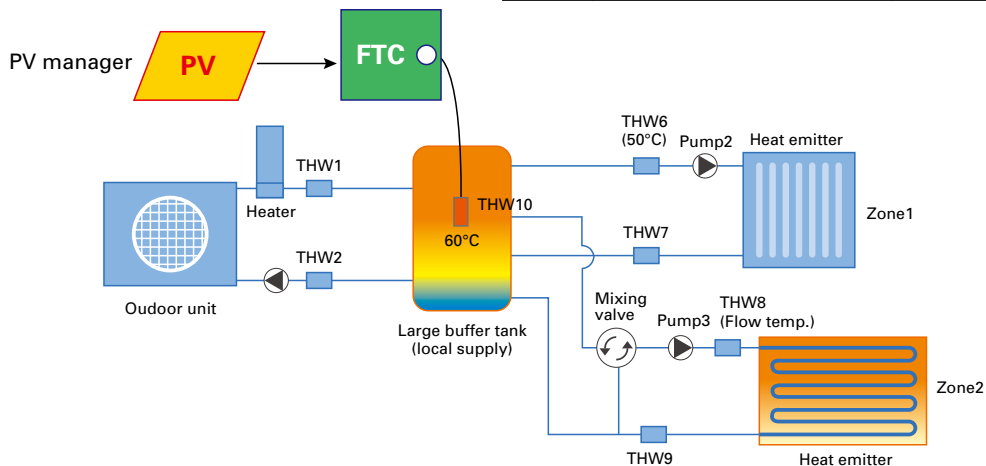 PV manager
PV
FTC
THW1
Heater
THW2
Oudoor unit
THW10
60°C
Large buffer tank
(local supply)
THW6
(50°C)
Pump2
Heat emitter
Zone1
THW7
Mixing
valve
Pump3
THW8
(Flow temp.)
Zone2
THW9
Heat emitter